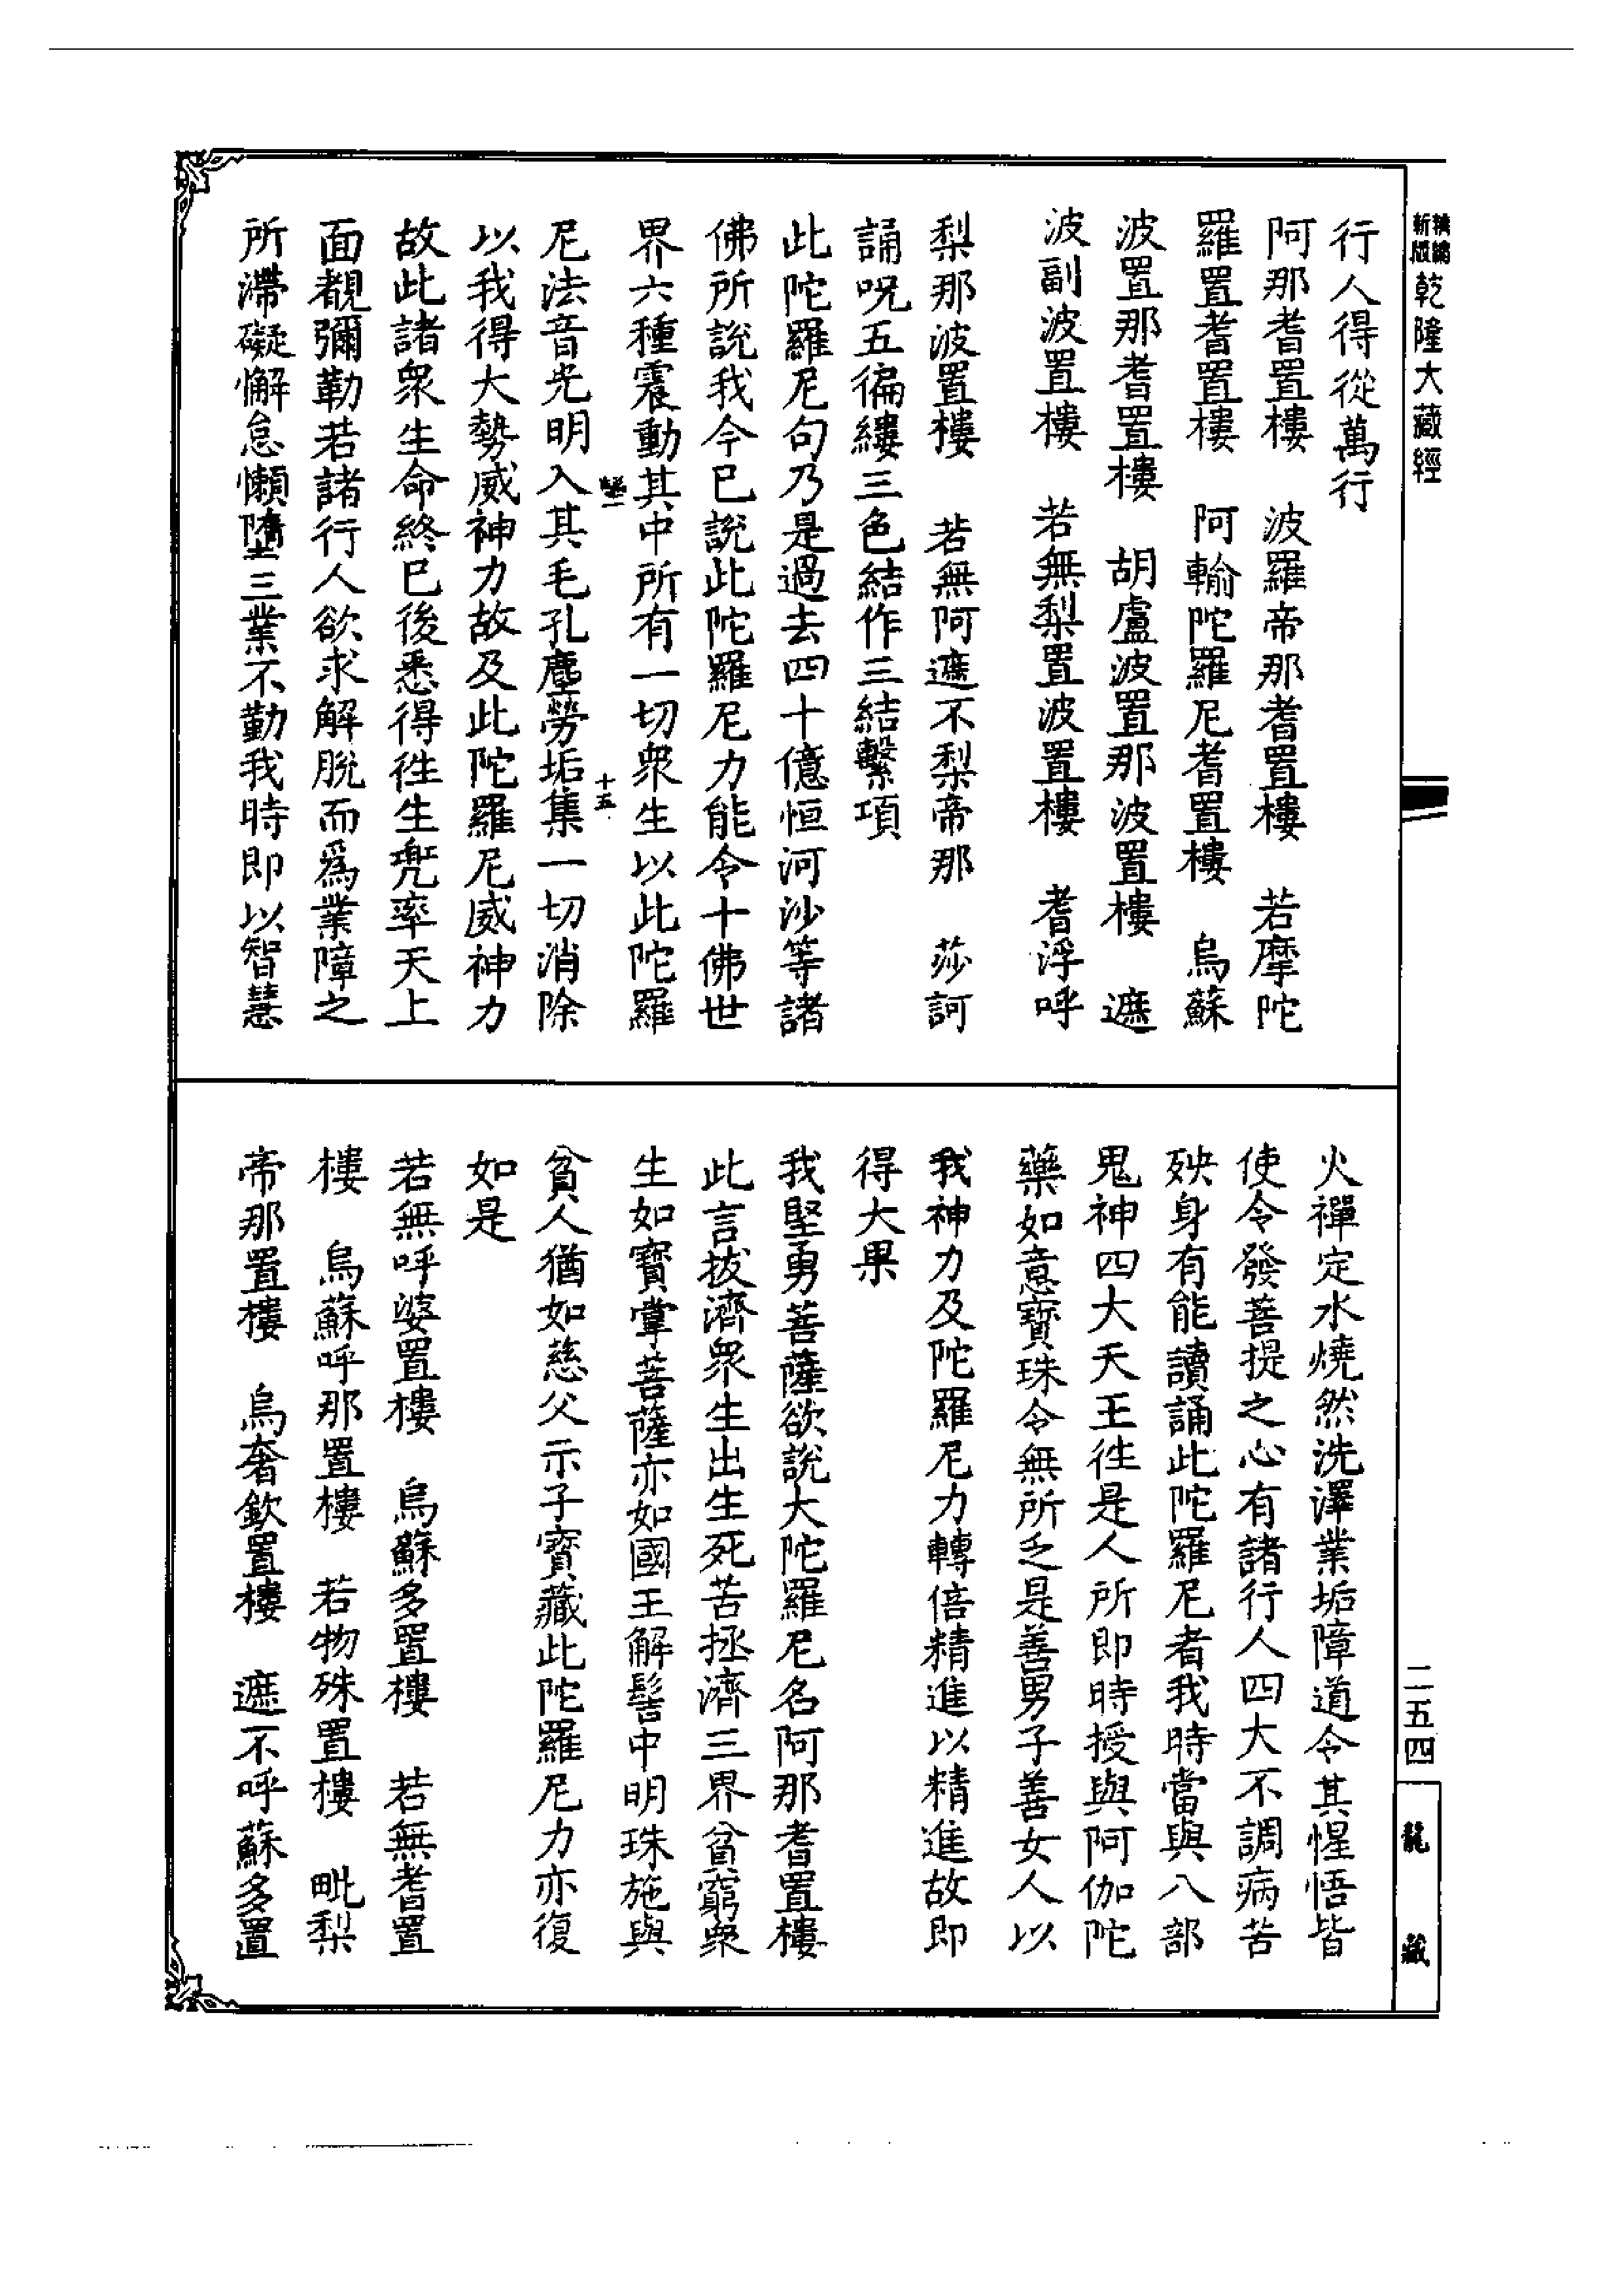 新版
精編
乾隆大藏經
行人得從萬行
阿那耆置樓　波羅帝那耆置樓　若摩陀
羅置耆置樓　阿輸陀羅尼耆置樓　烏蘇
波置那耆置樓　胡盧波置那波置樓　遮
波副波置樓　若無梨置波置樓　耆浮呼
梨那波置樓　若無阿遮不梨帝那　莎訶
誦呪五徧縷三色結作三結繫項
此陀羅尼句乃是過去四十億恒河沙等諸
佛所說我今已說此陀羅尼力能令十佛世
界六種震動其中所有一切衆生以此陀羅
十五
尼法音光明入其毛孔塵勞垢集一切消除
以我得大勢威神力故及此陀羅尼威神力
故此諸衆生命終已後悉得徃生兜率天上
面覩彌勒若諸行人欲求解脫而爲業障之
所滯礙懈怠懶墮三業不勤我時即以智慧
火禪定水燒然洗澤業垢障道令其惺悟皆
使令發菩提之心有諸行人四大不調病苦
殃身有能讀誦此陀羅尼者我時當與八部
鬼神四大天王徃是人所即時授與阿伽陀
藥如意寶珠令無所乏是善男子善女人以
我神力及陀羅尼力轉倍精進以精進故即
得大果
我堅勇菩薩欲說大陀羅尼名阿那耆置樓
此言拔濟衆生出生死苦拯濟三界貧窮衆
生如寶掌菩薩亦如國王解髻中明珠施與
貧人猶如慈父示子寶藏此陀羅尼力亦復
如是
若無呼婆置樓　烏蘇多置樓　若無耆置
樓　烏蘇呼那置樓　若物殊置樓　毗梨
帝那置樓　烏奢欽置樓　遮不呼蘇多置
二五四
龍藏